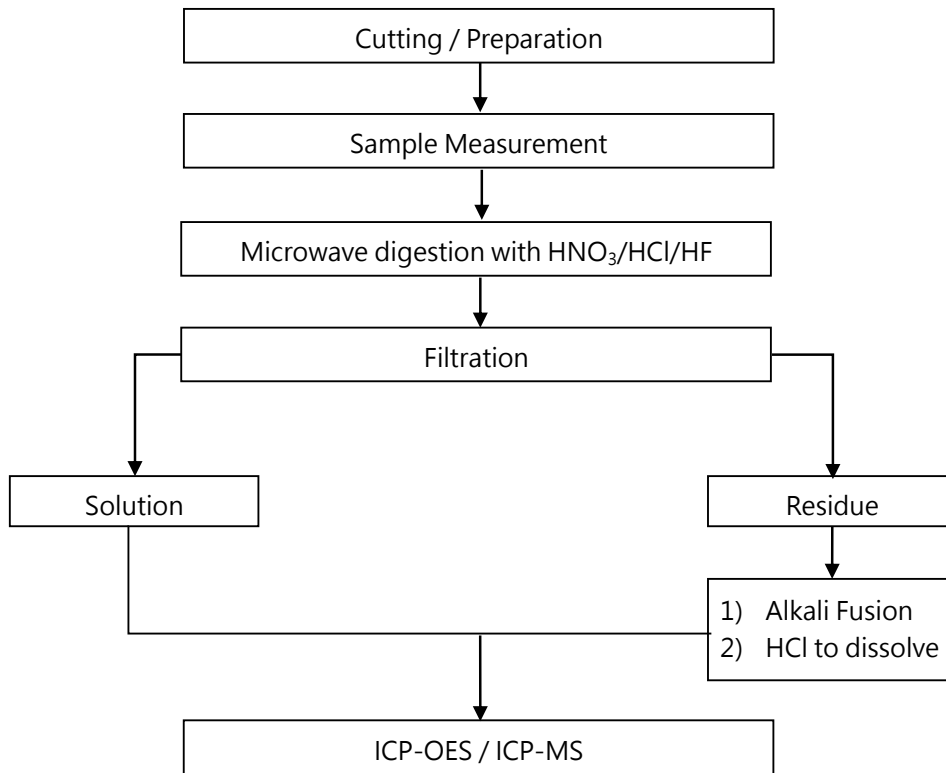 Cutting / Preparation
Sample Measurement
Microwave digestion with HNO₃/HCl/HF
Filtration
Solution
Residue
1) Alkali Fusion
2) HCl to dissolve
ICP-OES / ICP-MS